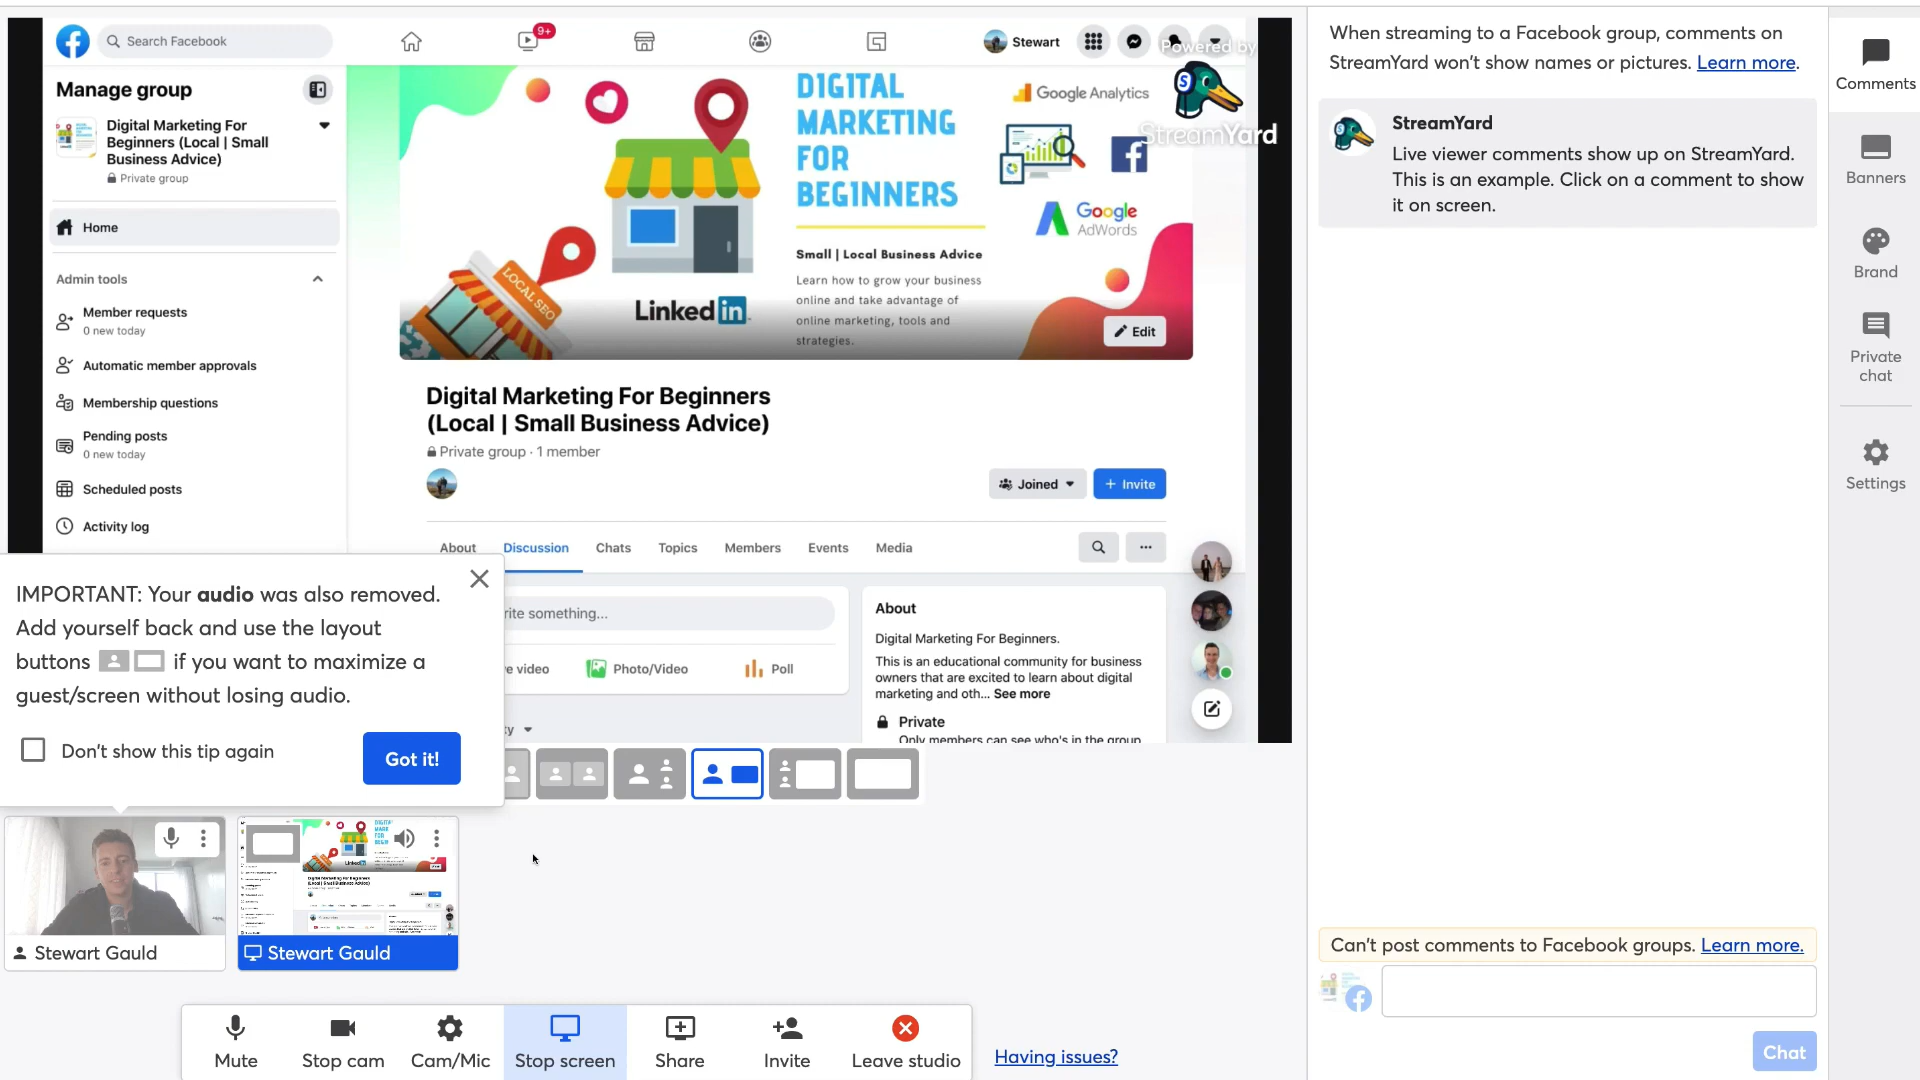 Search Facebook
9+
Stewart
Powered by
StreamYard
Manage group
Digital Marketing For
Beginners (Local | Small
Business Advice)
Private group
Home
Admin tools
Member requests
0 new today
Automatic member approvals
Membership questions
Pending posts
0 new today
Scheduled posts
Activity log
DIGITAL
MARKETING
FOR
BEGINNERS
Small | Local Business Advice
Learn how to grow your business
online and take advantage of
online marketing, tools and
strategies.
LOCAL SEO
LinkedIn
Google Analytics
Google
AdWords
Edit
Digital Marketing For Beginners
(Local | Small Business Advice)
Private group · 1 member
Joined
+ Invite
About
Discussion
Chats
Topics
Members
Events
Media
rite something...
e video
Photo/Video
Poll
About
Digital Marketing For Beginners.
This is an educational community for business
owners that are excited to learn about digital
marketing and oth... See more
Private
Only members can see who's in the group
IMPORTANT: Your audio was also removed.
Add yourself back and use the layout
buttons if you want to maximize a
guest/screen without losing audio.
Don't show this tip again
Got it!
Stewart Gauld
Stewart Gauld
Mute
Stop cam
Cam/Mic
Stop screen
Share
Invite
Leave studio
Having issues?
When streaming to a Facebook group, comments on
StreamYard won't show names or pictures. Learn more.
StreamYard
Live viewer comments show up on StreamYard.
This is an example. Click on a comment to show
it on screen.
Can't post comments to Facebook groups. Learn more.
Chat
Comments
Banners
Brand
Private
chat
Settings